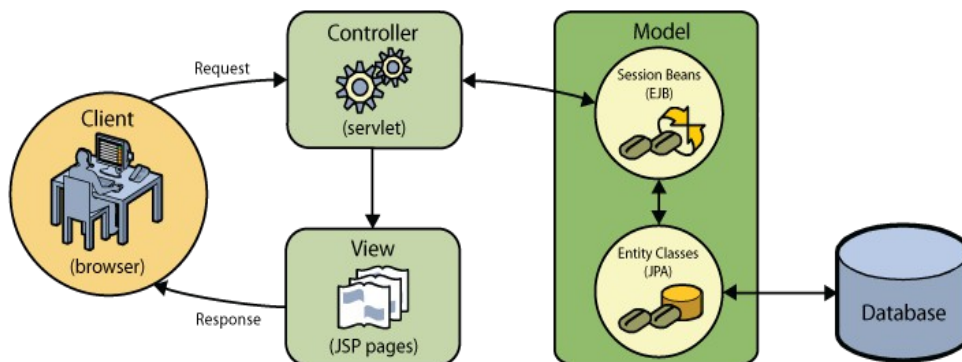 Client
(browser)
Request
Controller
(servlet)
View
(JSP pages)
Response
Model
Session Beans
(EJB)
Entity Classes
(JPA)
Database